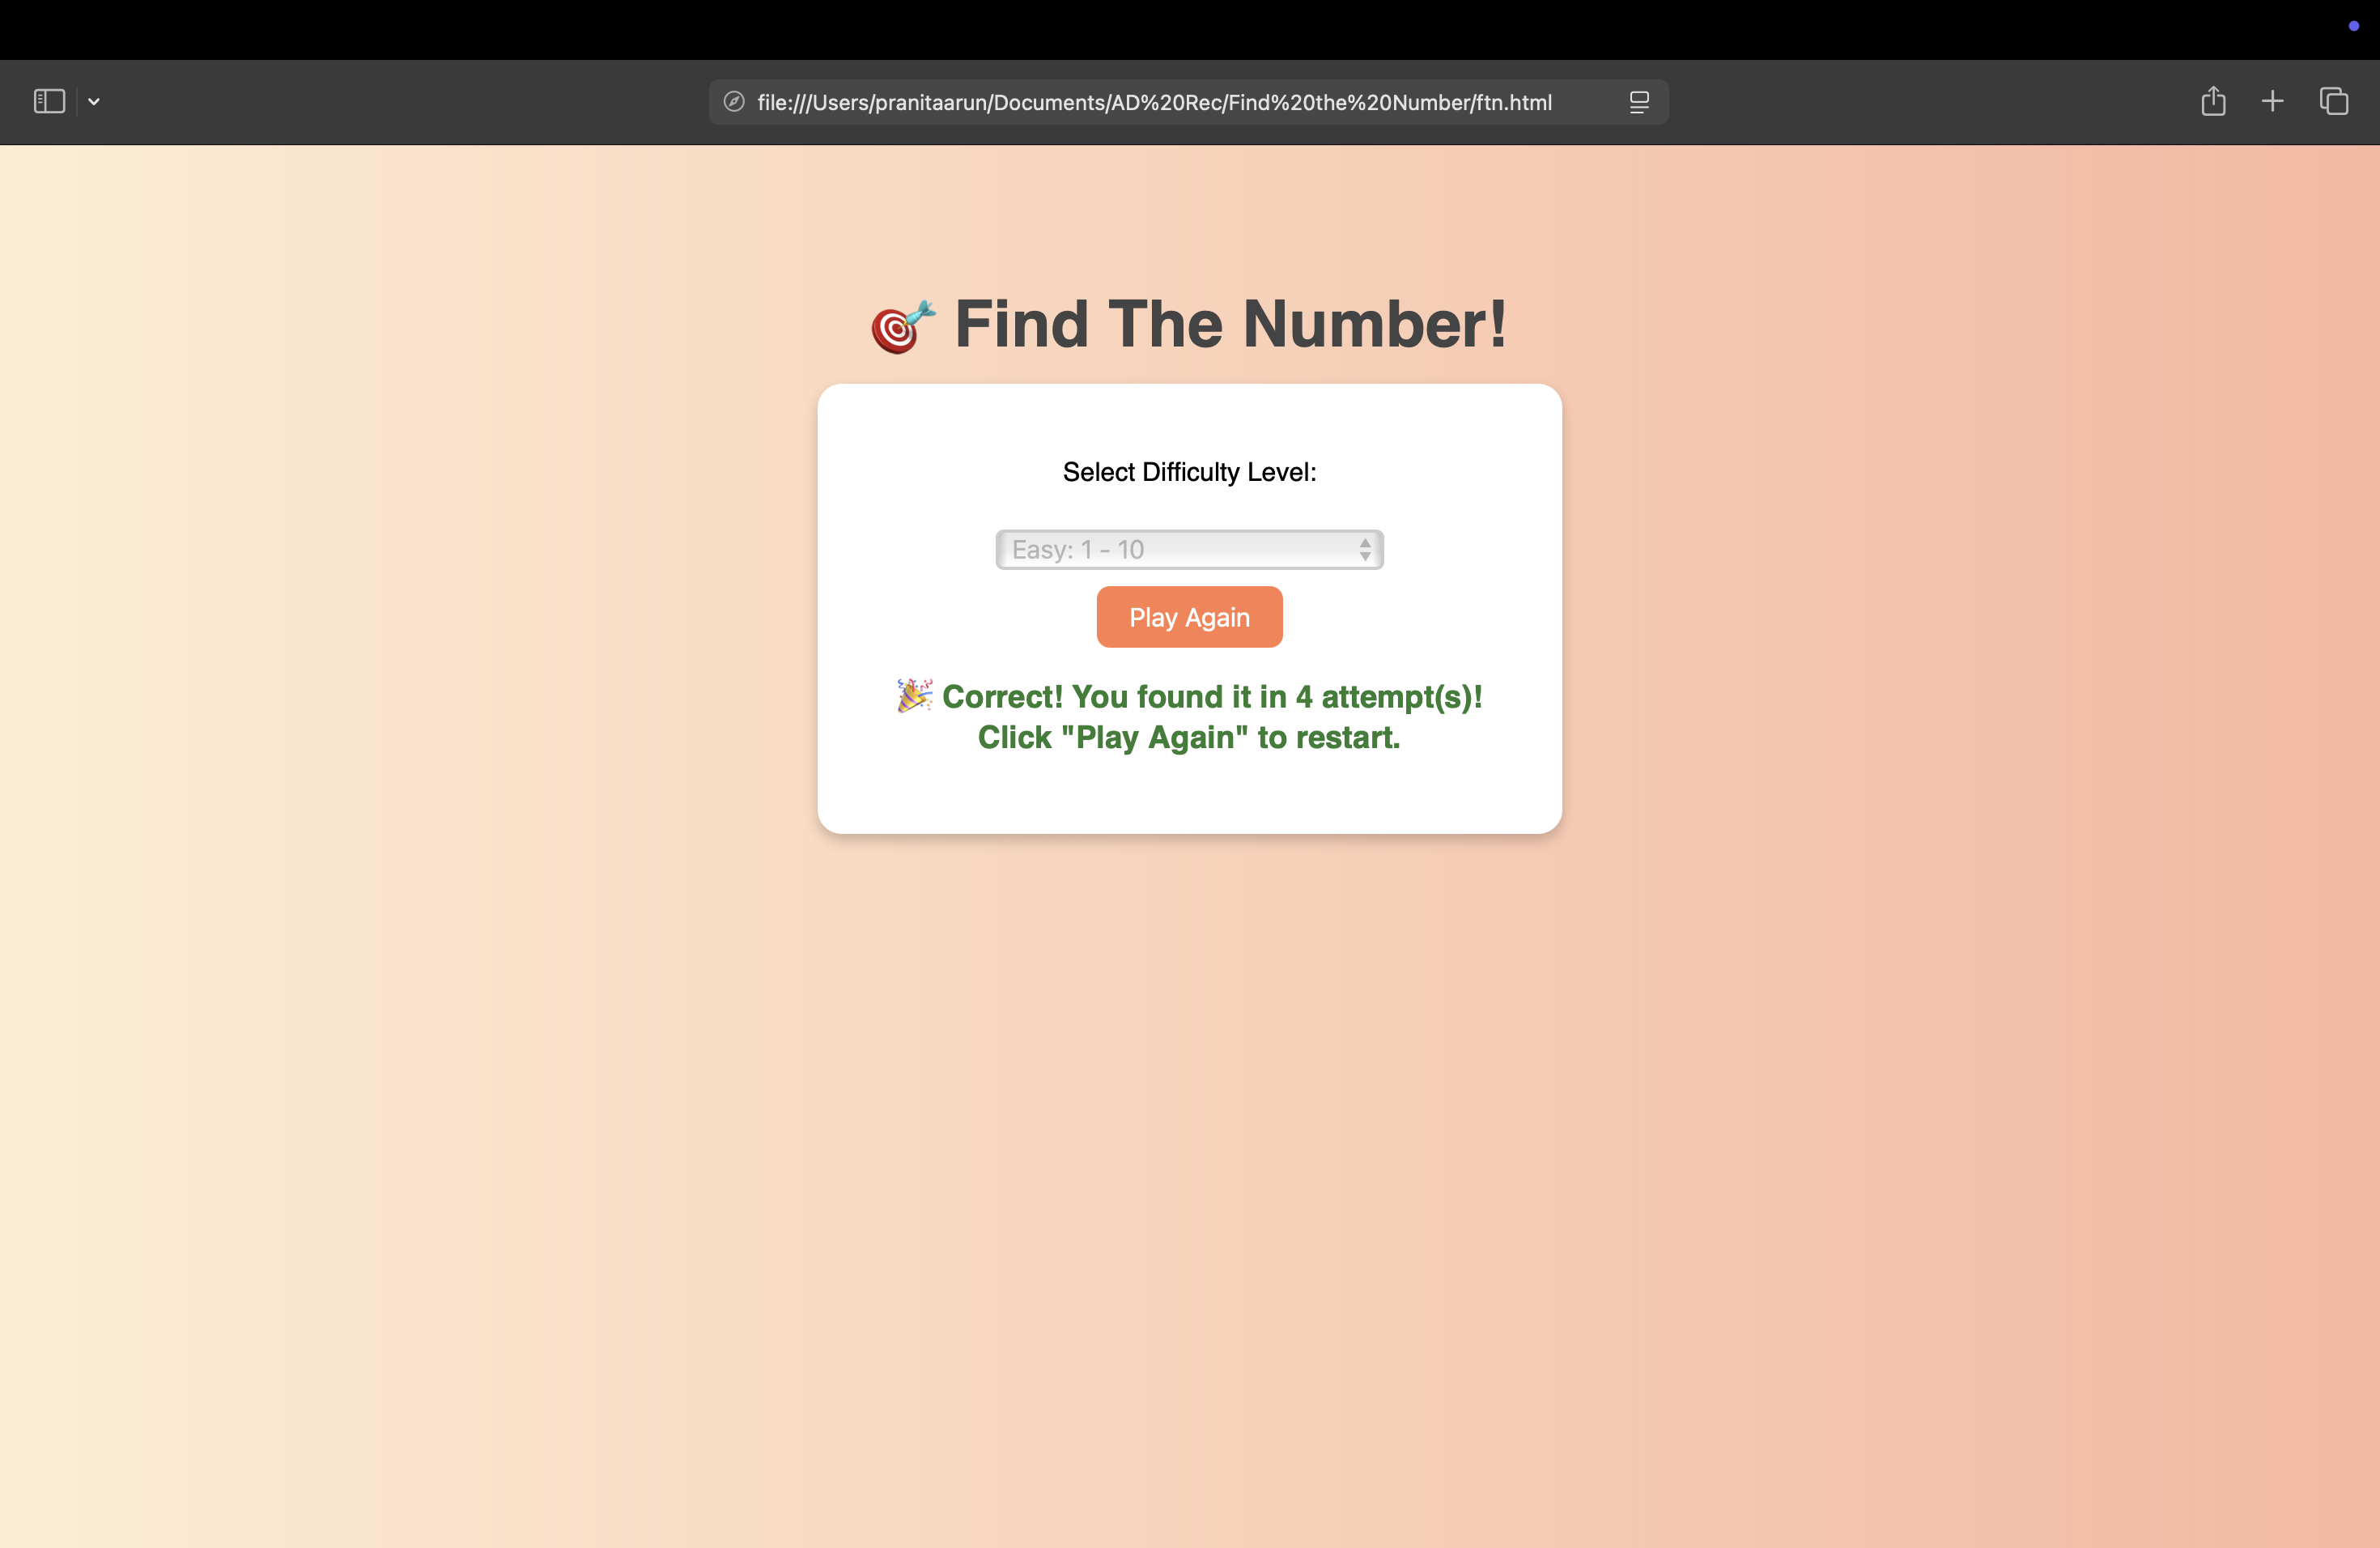 file:///Users/pranitaarun/Documents/AD%20Rec/Find%20the%20Number/ftn.html
🎯 Find The Number!
Select Difficulty Level:
Easy: 1 - 10
Play Again
🎉 Correct! You found it in 4 attempt(s)!
Click "Play Again" to restart.